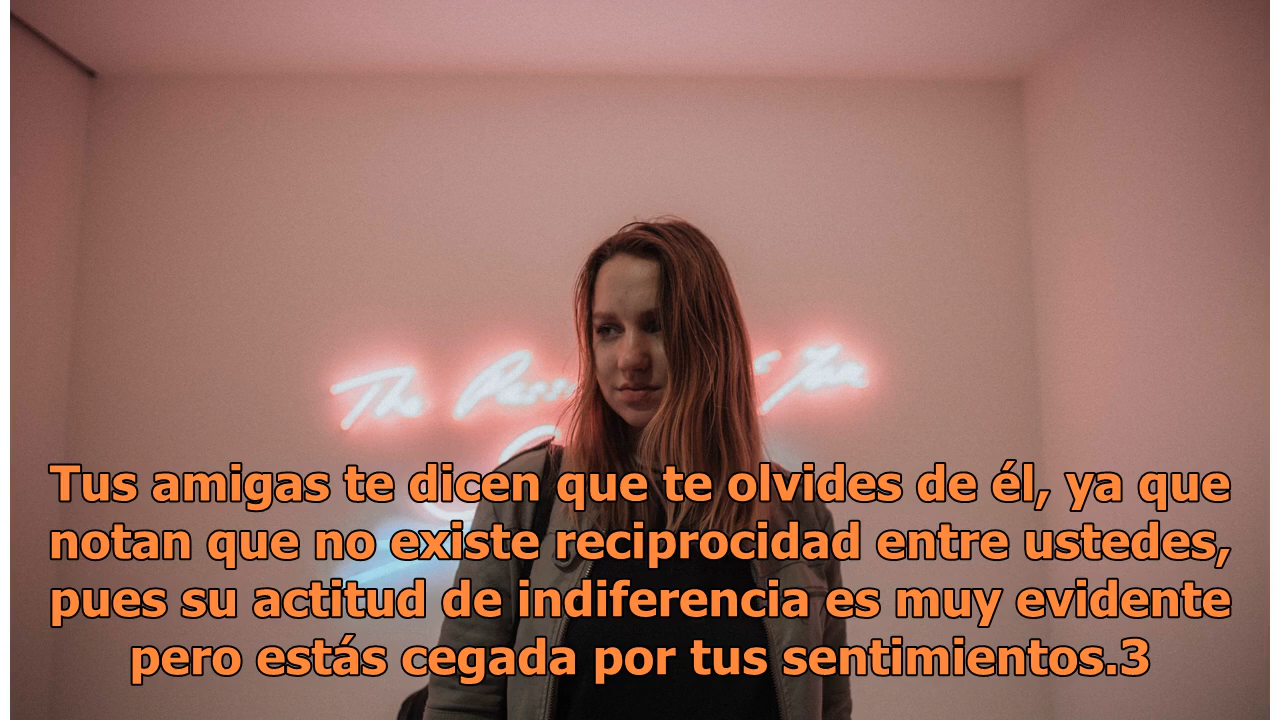 The
Tus amigas te dicen que te olvides de él, ya que
notan que no existe reciprocidad entre ustedes,
pues su actitud de indiferencia es muy evidente
pero estás cegada por tus sentimientos.3